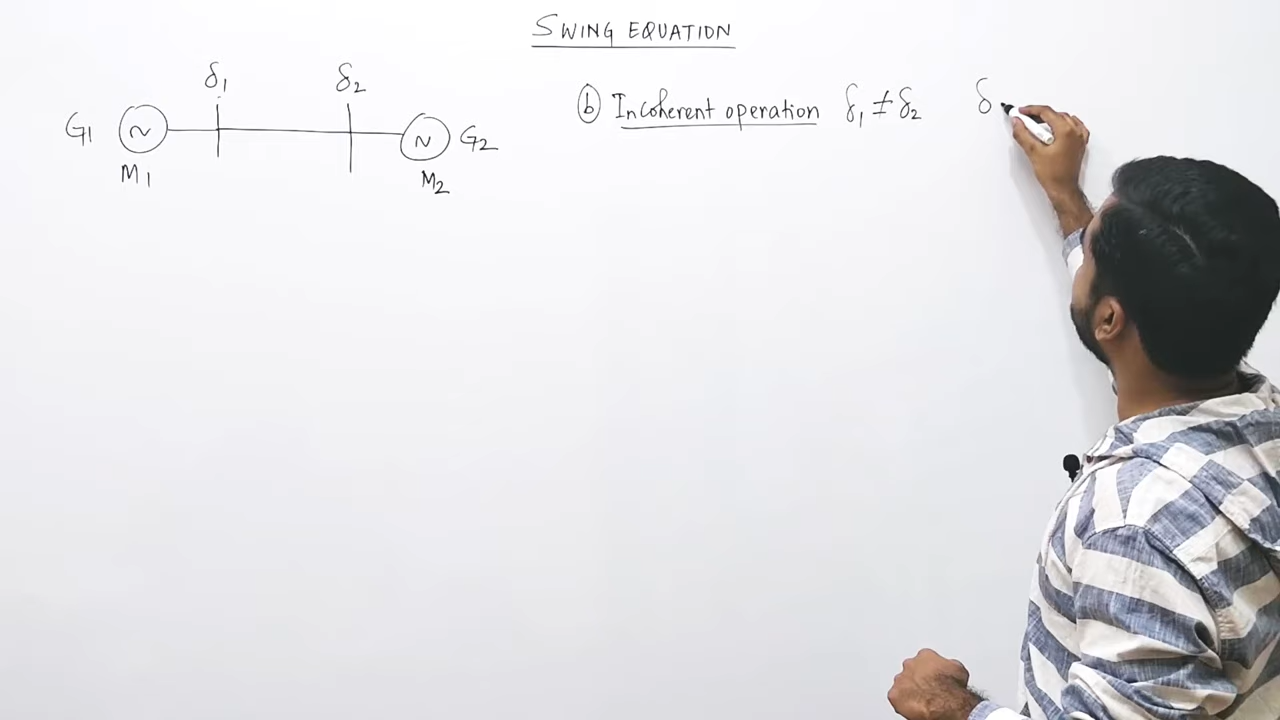 SWING EQUATION
δ1 δ2
G1 ~ ~ G2
M1 M2
(b) Incoherent operation δ1 ≠ δ2 δ